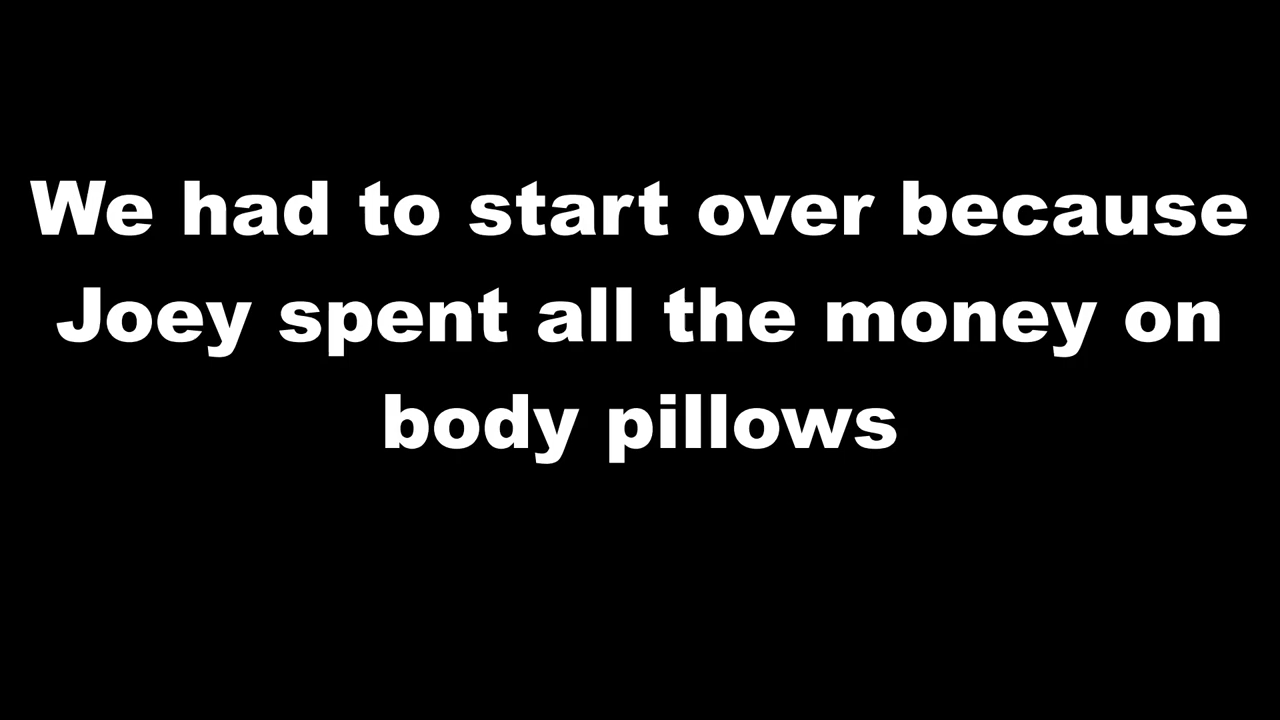 We had to start over because
Joey spent all the money on
body pillows